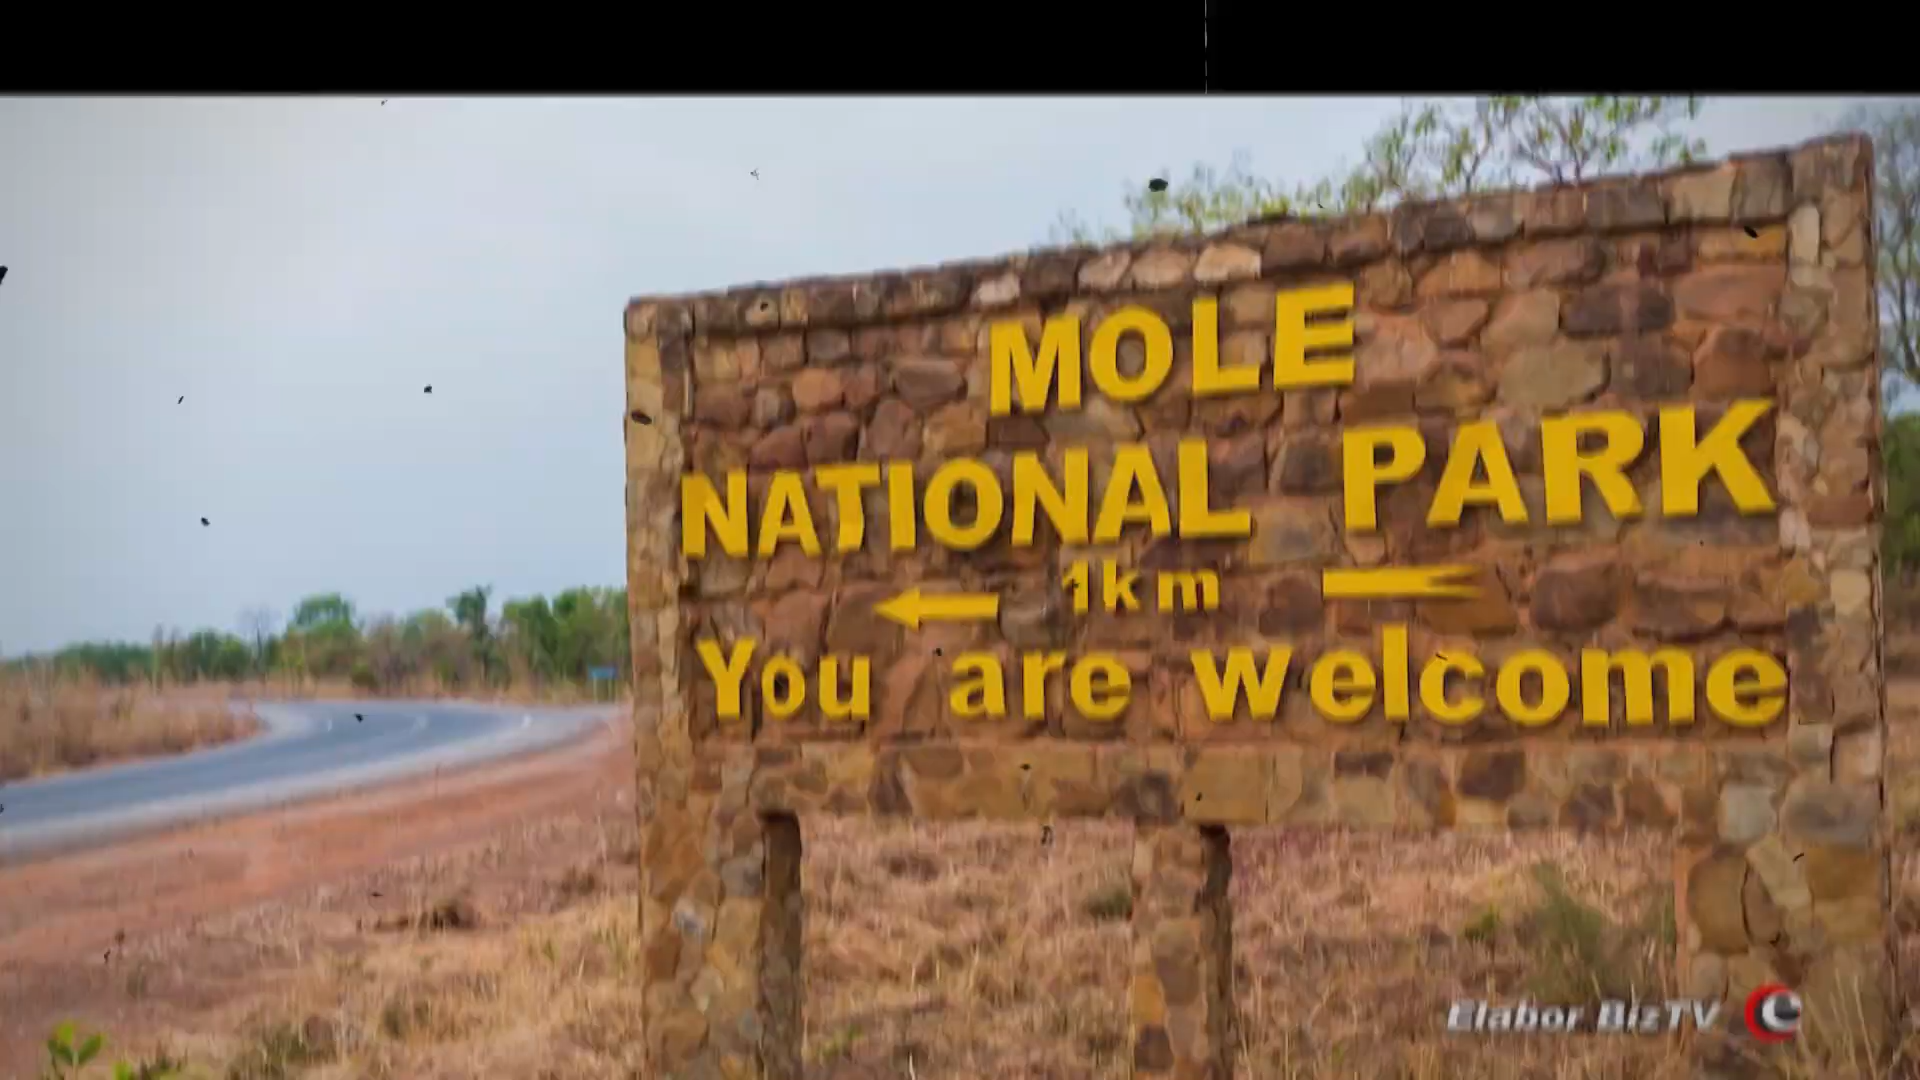 MOLE
NATIONAL PARK
1km
You are welcome
Elabor BizTV